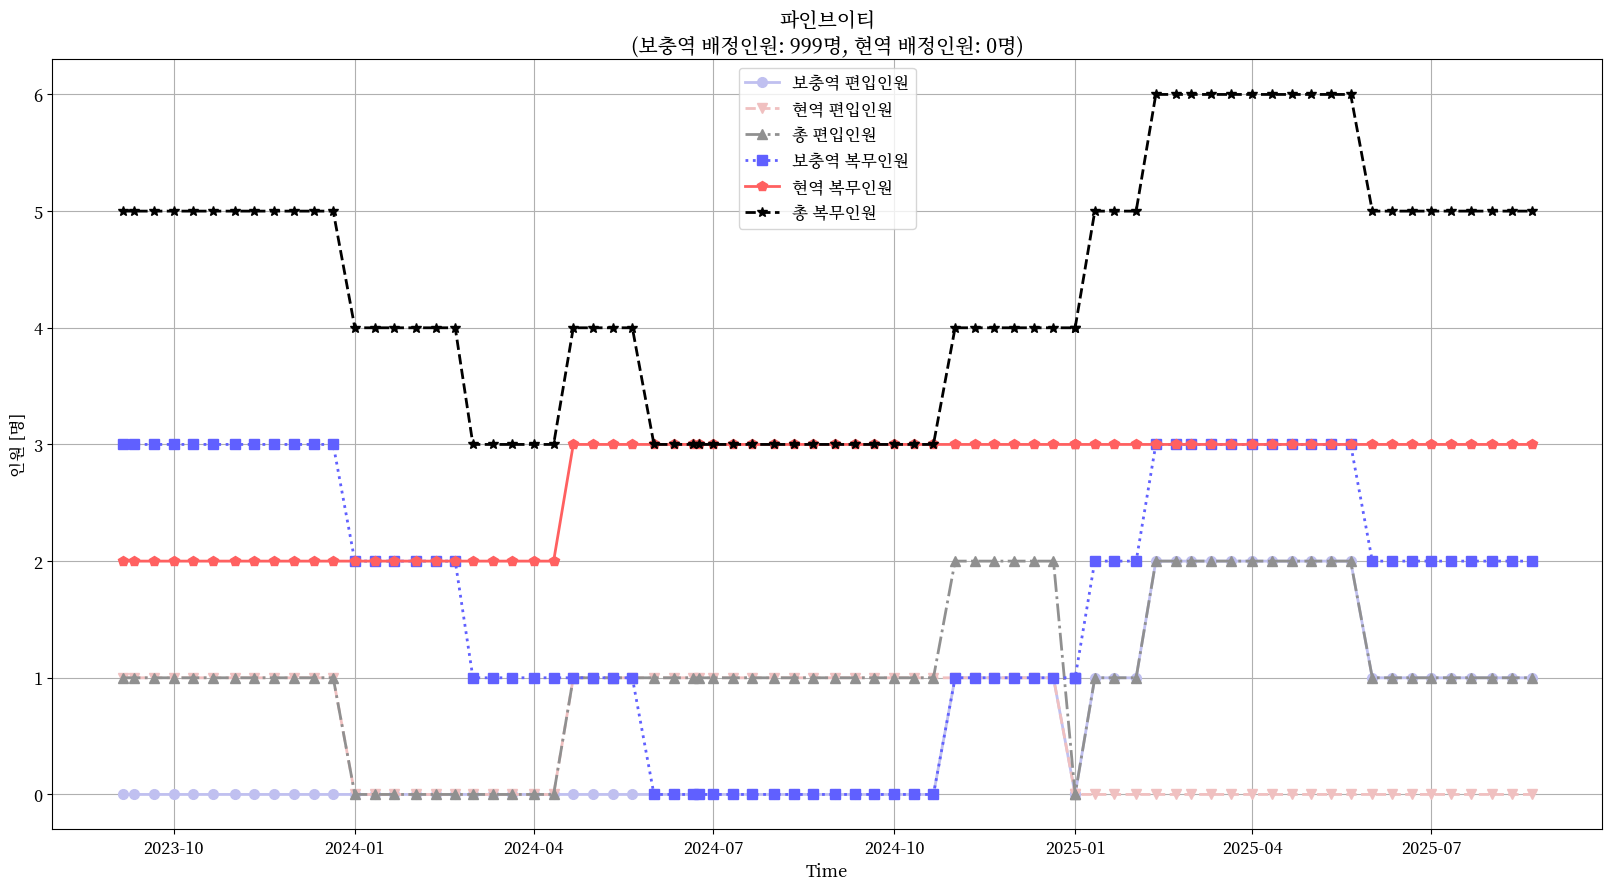 파인브이티
(보충역 배정인원: 999명, 현역 배정인원: 0명)
보충역 편입인원
현역 편입인원
총 편입인원
보충역 복무인원
현역 복무인원
총 복무인원
인원 [명]
6
5
4
3
2
1
0
2023-10
2024-01
2024-04
2024-07
2024-10
2025-01
2025-04
2025-07
Time